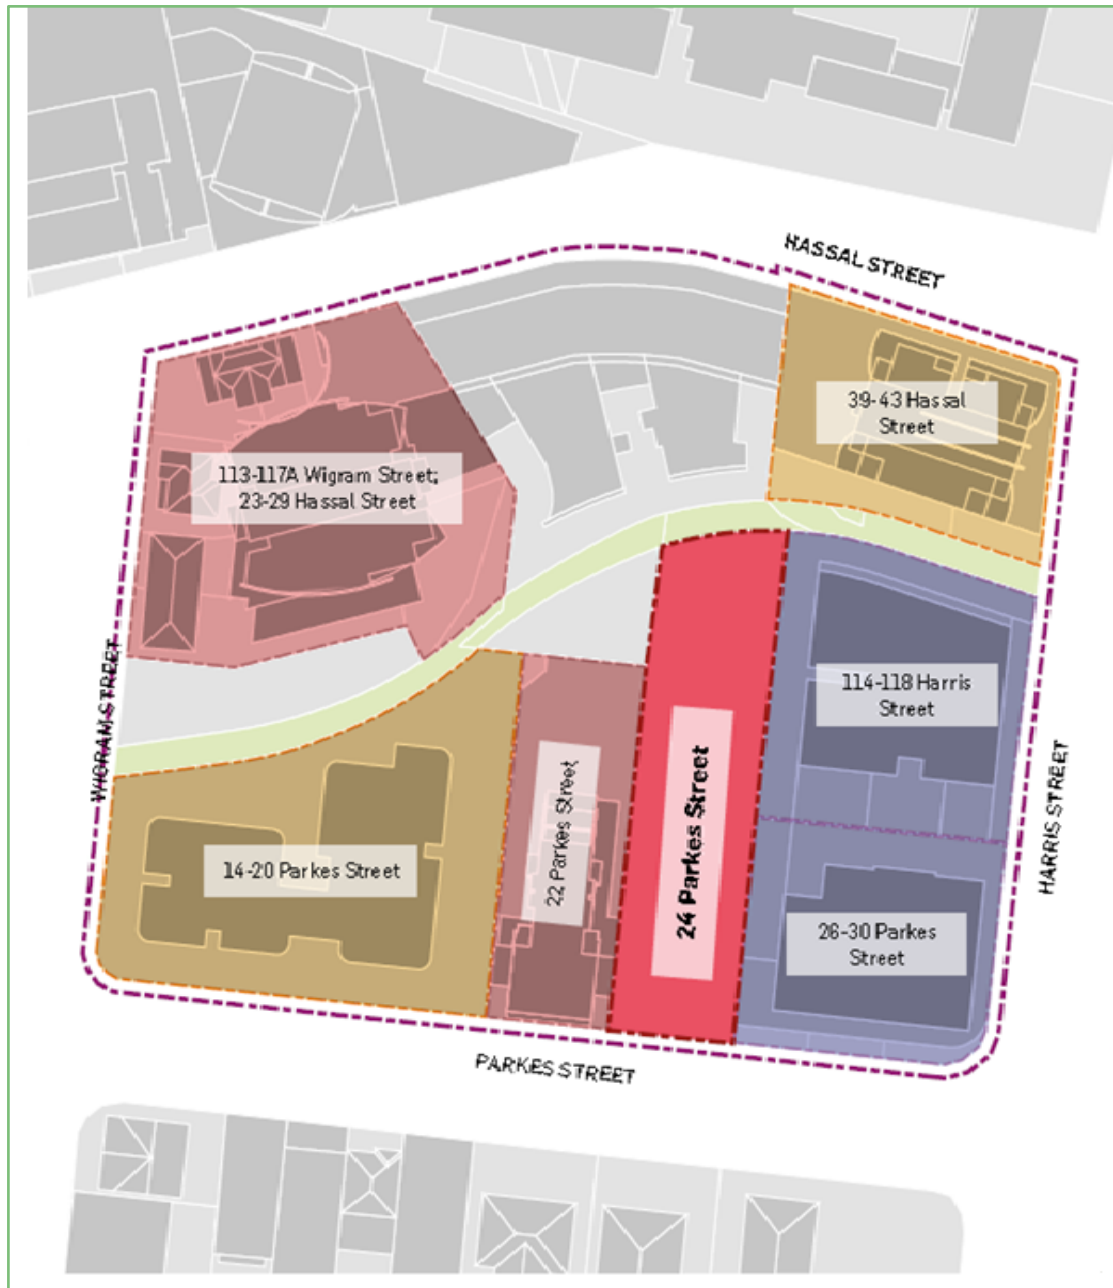 HASSAL STREET
39-43 Hassal
Street
113-117A Wigram Street;
23-29 Hassal Street
WIGRAM STREET
114-118 Harris
Street
HARRIS STREET
14-20 Parkes Street
22 Parkes Street
24 Parkes Street
26-30 Parkes
Street
PARKES STREET